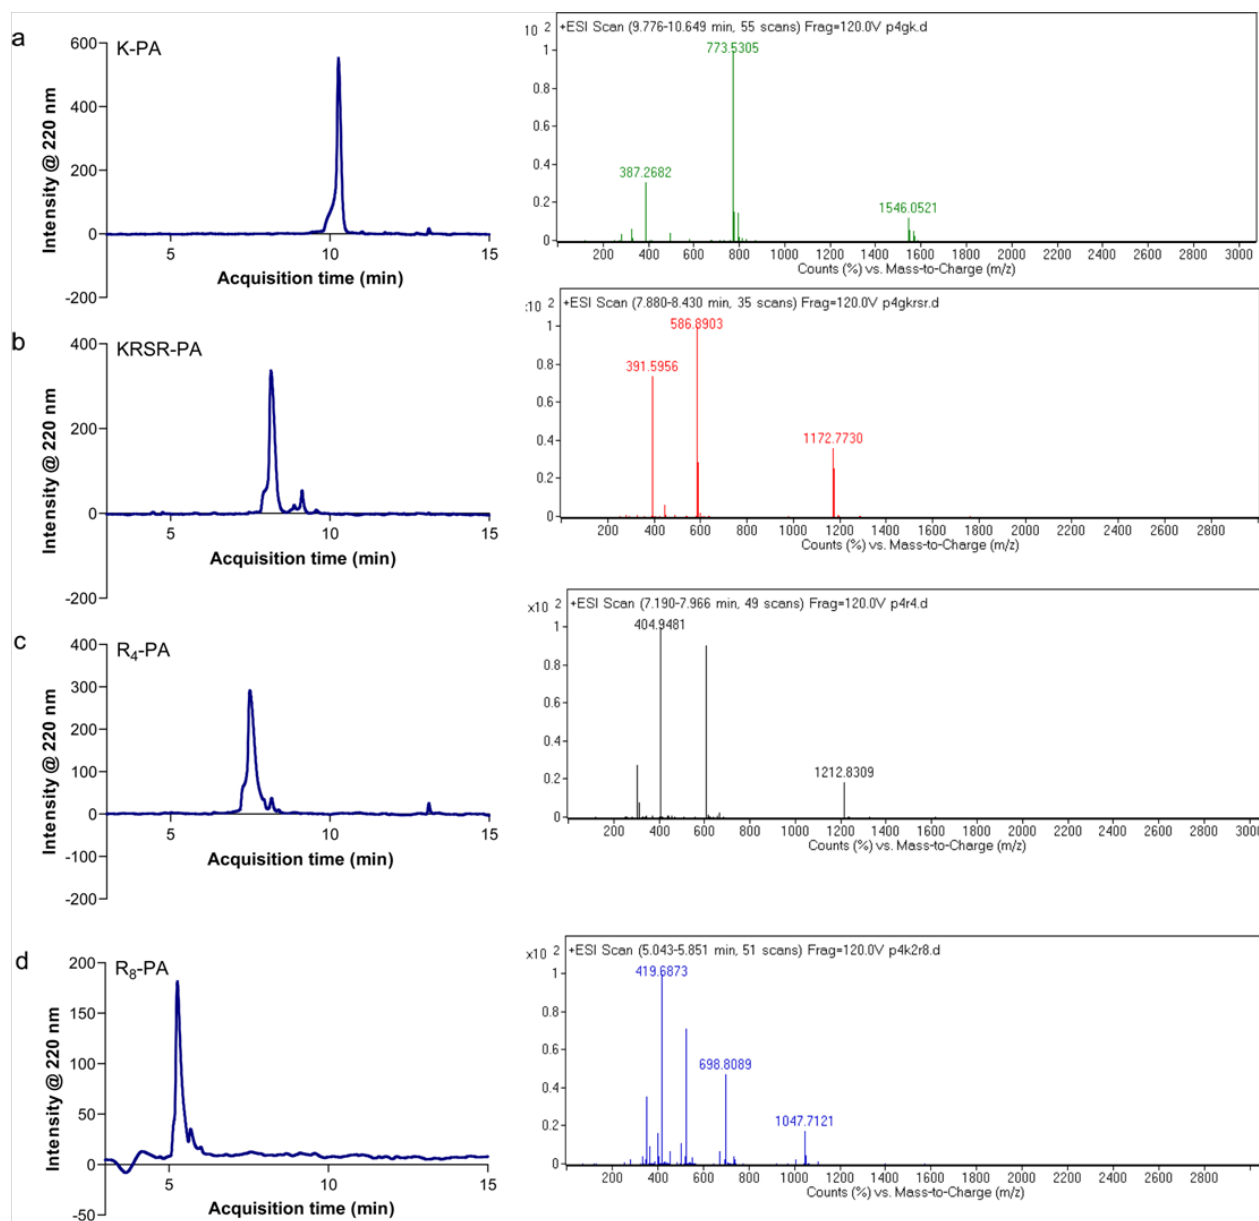 a
K-PA
Intensity @ 220 nm
600
400
200
0
-200
5
10
15
Acquisition time (min)
10 2
+ESI Scan (9.776-10.649 min, 55 scans) Frag=120.0V p4gk.d
1
0.8
0.6
0.4
0.2
0
773.5305
387.2682
1546.0521
200 400 600 800 1000 1200 1400 1600 1800 2000 2200 2400 2600 2800 3000
Counts (%) vs. Mass-to-Charge (m/z)
b
KRSR-PA
Intensity @ 220 nm
400
200
0
-200
5
10
15
Acquisition time (min)
:10 2
+ESI Scan (7.880-8.430 min, 35 scans) Frag=120.0V p4gkrsr.d
1
0.8
0.6
0.4
0.2
0
586.8903
391.5956
1172.7730
200 400 600 800 1000 1200 1400 1600 1800 2000 2200 2400 2600 2800
Counts (%) vs. Mass-to-Charge (m/z)
c
R4-PA
Intensity @ 220 nm
400
300
200
100
0
-100
-200
5
10
15
Acquisition time (min)
x10 2
+ESI Scan (7.190-7.966 min, 49 scans) Frag=120.0V p4r4.d
1
0.8
0.6
0.4
0.2
0
404.9481
1212.8309
200 400 600 800 1000 1200 1400 1600 1800 2000 2200 2400 2600 2800 3000
Counts (%) vs. Mass-to-Charge (m/z)
d
R8-PA
Intensity @ 220 nm
200
150
100
50
0
-50
5
10
15
Acquisition time (min)
x10 2
+ESI Scan (5.043-5.851 min, 51 scans) Frag=120.0V p4k2r8.d
1
0.8
0.6
0.4
0.2
0
419.6873
698.8089
1047.7121
200 400 600 800 1000 1200 1400 1600 1800 2000 2200 2400 2600 2800
Counts (%) vs. Mass-to-Charge (m/z)